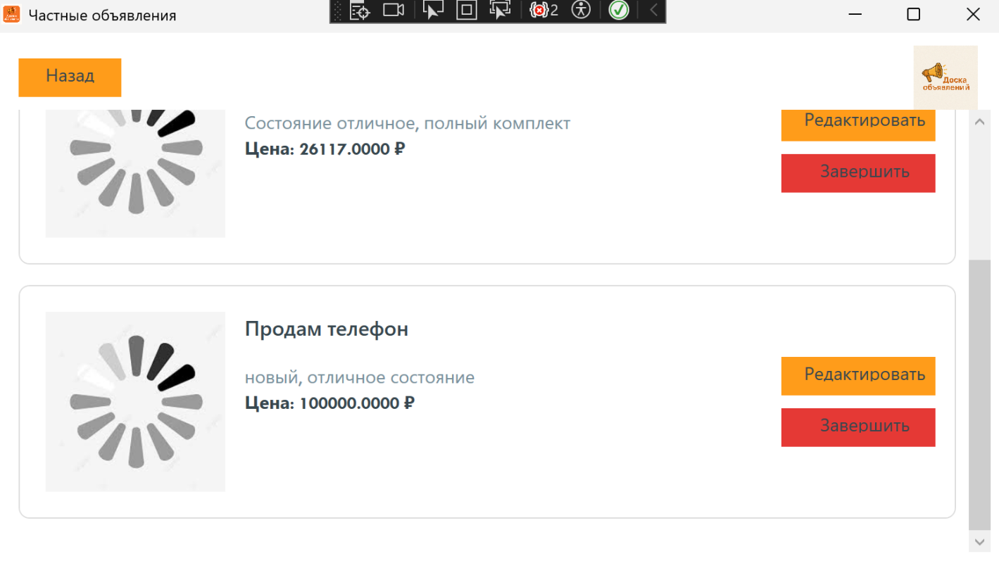 Частные объявления
2
Назад
Доска
объявлений
Состояние отличное, полный комплект
Цена: 26117.0000 ₽
Редактировать
Завершить
Продам телефон
новый, отличное состояние
Цена: 100000.0000 ₽
Редактировать
Завершить